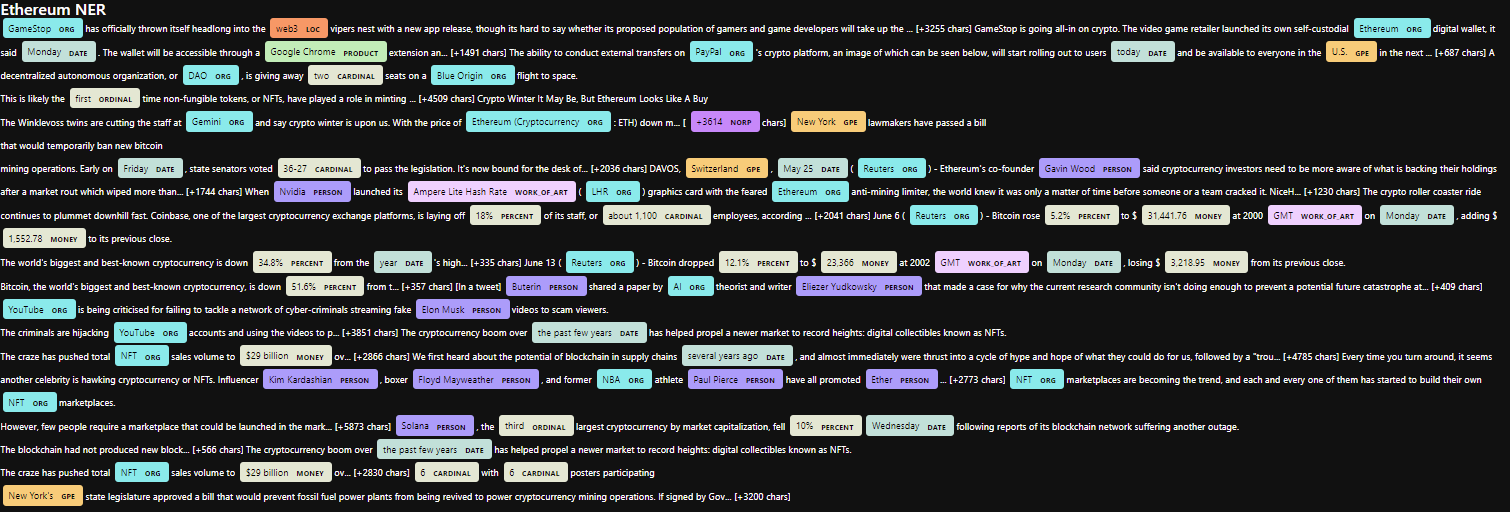 Ethereum NER
GameStop ORG has officially thrown itself headlong into the web3 LOC vipers nest with a new app release, though its hard to say whether its proposed population of gamers and game developers will take up the ... [+3255 chars] GameStop is going all-in on crypto. The video game retailer launched its own self-custodial Ethereum ORG digital wallet, it
said Monday DATE . The wallet will be accessible through a Google Chrome PRODUCT extension an... [+1491 chars] The ability to conduct external transfers on PayPal ORG 's crypto platform, an image of which can be seen below, will start rolling out to users today DATE and be available to everyone in the U.S. GPE in the next ... [+687 chars] A
decentralized autonomous organization, or DAO ORG , is giving away two CARDINAL seats on a Blue Origin ORG flight to space.
This is likely the first ORDINAL time non-fungible tokens, or NFTs, have played a role in minting ... [+4509 chars] Crypto Winter It May Be, But Ethereum Looks Like A Buy
The Winklevoss twins are cutting the staff at Gemini ORG and say crypto winter is upon us. With the price of Ethereum (Cryptocurrency ORG : ETH) down m... [ +3614 NORP chars] New York GPE lawmakers have passed a bill
that would temporarily ban new bitcoin
mining operations. Early on Friday DATE , state senators voted 36-27 CARDINAL to pass the legislation. It's now bound for the desk of... [+2036 chars] DAVOS, Switzerland GPE , May 25 DATE ( Reuters ORG ) - Ethereum's co-founder Gavin Wood PERSON said cryptocurrency investors need to be more aware of what is backing their holdings
after a market rout which wiped more than... [+1744 chars] When Nvidia PERSON launched its Ampere Lite Hash Rate WORK_OF_ART ( LHR ORG ) graphics card with the feared Ethereum ORG anti-mining limiter, the world knew it was only a matter of time before someone or a team cracked it. NiceH... [+1230 chars] The crypto roller coaster ride
continues to plummet downhill fast. Coinbase, one of the largest cryptocurrency exchange platforms, is laying off 18% PERCENT of its staff, or about 1,100 CARDINAL employees, according ... [+2041 chars] June 6 ( Reuters ORG ) - Bitcoin rose 5.2% PERCENT to $ 31,441.76 MONEY at 2000 GMT WORK_OF_ART on Monday DATE , adding $
1,552.78 MONEY to its previous close.
The world's biggest and best-known cryptocurrency is down 34.8% PERCENT from the year DATE 's high... [+335 chars] June 13 ( Reuters ORG ) - Bitcoin dropped 12.1% PERCENT to $ 23,366 MONEY at 2002 GMT WORK_OF_ART on Monday DATE , losing $ 3,218.95 MONEY from its previous close.
Bitcoin, the world's biggest and best-known cryptocurrency, is down 51.6% PERCENT from t... [+357 chars] [In a tweet] Buterin PERSON shared a paper by AI ORG theorist and writer Eliezer Yudkowsky PERSON that made a case for why the current research community isn't doing enough to prevent a potential future catastrophe at... [+409 chars]
YouTube ORG is being criticised for failing to tackle a network of cyber-criminals streaming fake Elon Musk PERSON videos to scam viewers.
The criminals are hijacking YouTube ORG accounts and using the videos to p... [+3851 chars] The cryptocurrency boom over the past few years DATE has helped propel a newer market to record heights: digital collectibles known as NFTs.
The craze has pushed total NFT ORG sales volume to $29 billion MONEY ov... [+2866 chars] We first heard about the potential of blockchain in supply chains several years ago DATE , and almost immediately were thrust into a cycle of hype and hope of what they could do for us, followed by a "trou... [+4785 chars] Every time you turn around, it seems
another celebrity is hawking cryptocurrency or NFTs. Influencer Kim Kardashian PERSON , boxer Floyd Mayweather PERSON , and former NBA ORG athlete Paul Pierce PERSON have all promoted Ether PERSON ... [+2773 chars] NFT ORG marketplaces are becoming the trend, and each and every one of them has started to build their own
NFT ORG marketplaces.
However, few people require a marketplace that could be launched in the mark... [+5873 chars] Solana PERSON , the third ORDINAL largest cryptocurrency by market capitalization, fell 10% PERCENT Wednesday DATE following reports of its blockchain network suffering another outage.
The blockchain had not produced new block... [+566 chars] The cryptocurrency boom over the past few years DATE has helped propel a newer market to record heights: digital collectibles known as NFTs.
The craze has pushed total NFT ORG sales volume to $29 billion MONEY ov... [+2830 chars] 6 CARDINAL with 6 CARDINAL posters participating
New York's GPE state legislature approved a bill that would prevent fossil fuel power plants from being revived to power cryptocurrency mining operations. If signed by Gov... [+3200 chars]